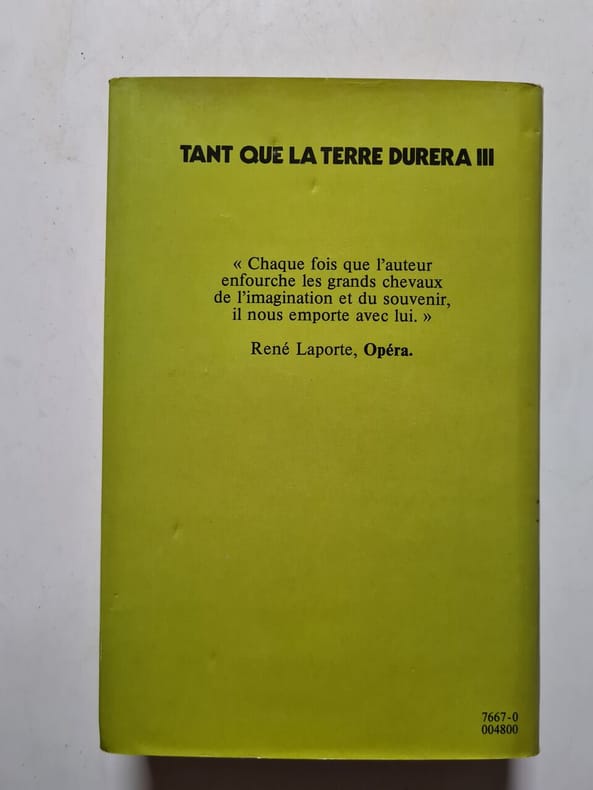 TANT QUE LA TERRE DURERA III
« Chaque fois que l'auteur
enfourche les grands chevaux
de l'imagination et du souvenir,
il nous emporte avec lui. »
René Laporte, Opéra.
7667-0
004800